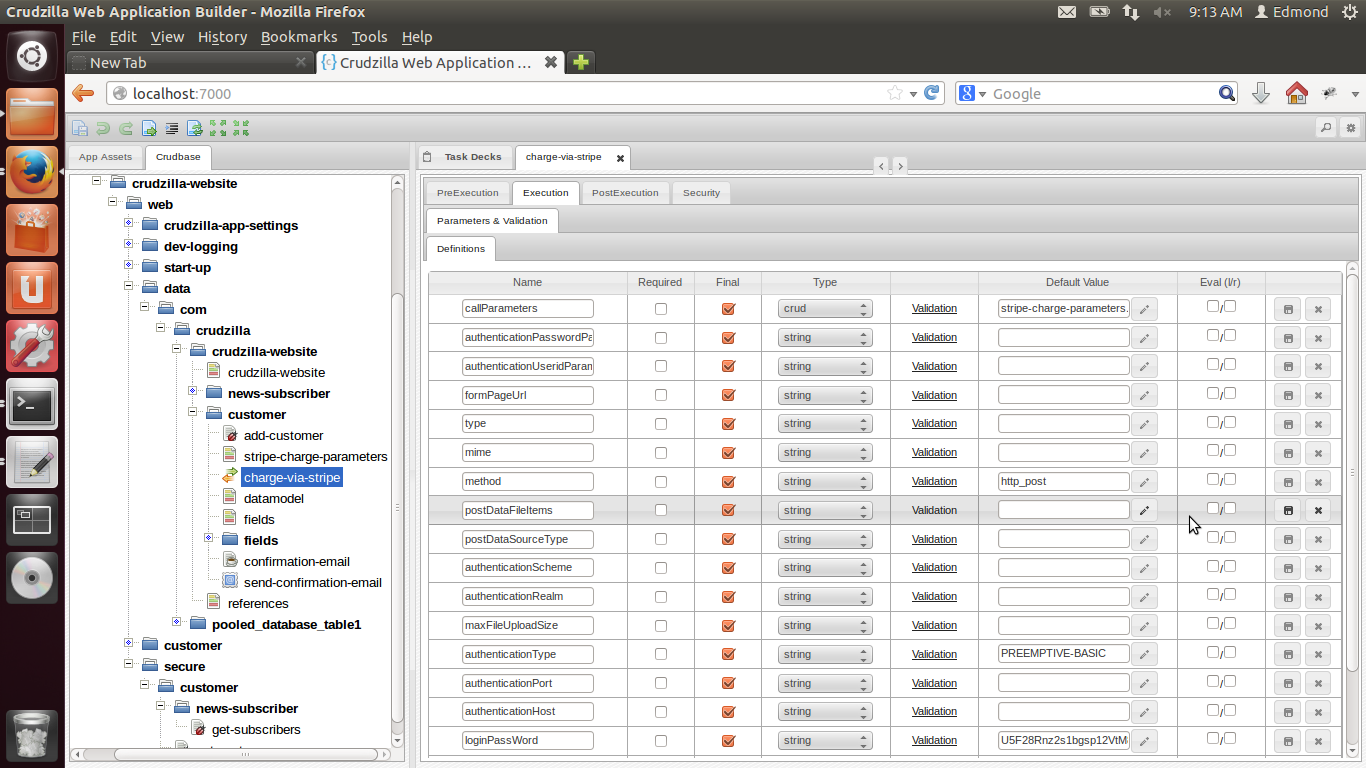 Crudzilla Web Application Builder - Mozilla Firefox
9:13 AM Edmond
File Edit View History Bookmarks Tools Help
New Tab
{c} Crudzilla Web Application ...
localhost:7000
8 Google
App Assets Crudbase
Task Decks charge-via-stripe
crudzilla-website
web
crudzilla-app-settings
dev-logging
start-up
data
com
crudzilla
crudzilla-website
crudzilla-website
news-subscriber
customer
add-customer
stripe-charge-parameters
charge-via-stripe
datamodel
fields
fields
confirmation-email
send-confirmation-email
references
pooled_database_table1
customer
secure
customer
news-subscriber
get-subscribers
PreExecution Execution PostExecution Security
Parameters & Validation
Definitions
Name Required Final Type Default Value Eval (l/r)
callParameters crud Validation stripe-charge-parameters. /
authenticationPasswordPa string Validation /
authenticationUseridParam string Validation /
formPageUrl string Validation /
type string Validation /
mime string Validation /
method string Validation http_post /
postDataFileItems string Validation /
postDataSourceType string Validation /
authenticationScheme string Validation /
authenticationRealm string Validation /
maxFileUploadSize string Validation /
authenticationType string Validation PREEMPTIVE-BASIC /
authenticationPort string Validation /
authenticationHost string Validation /
loginPassWord string Validation U5F28Rnz2s1bgsp12VtM /